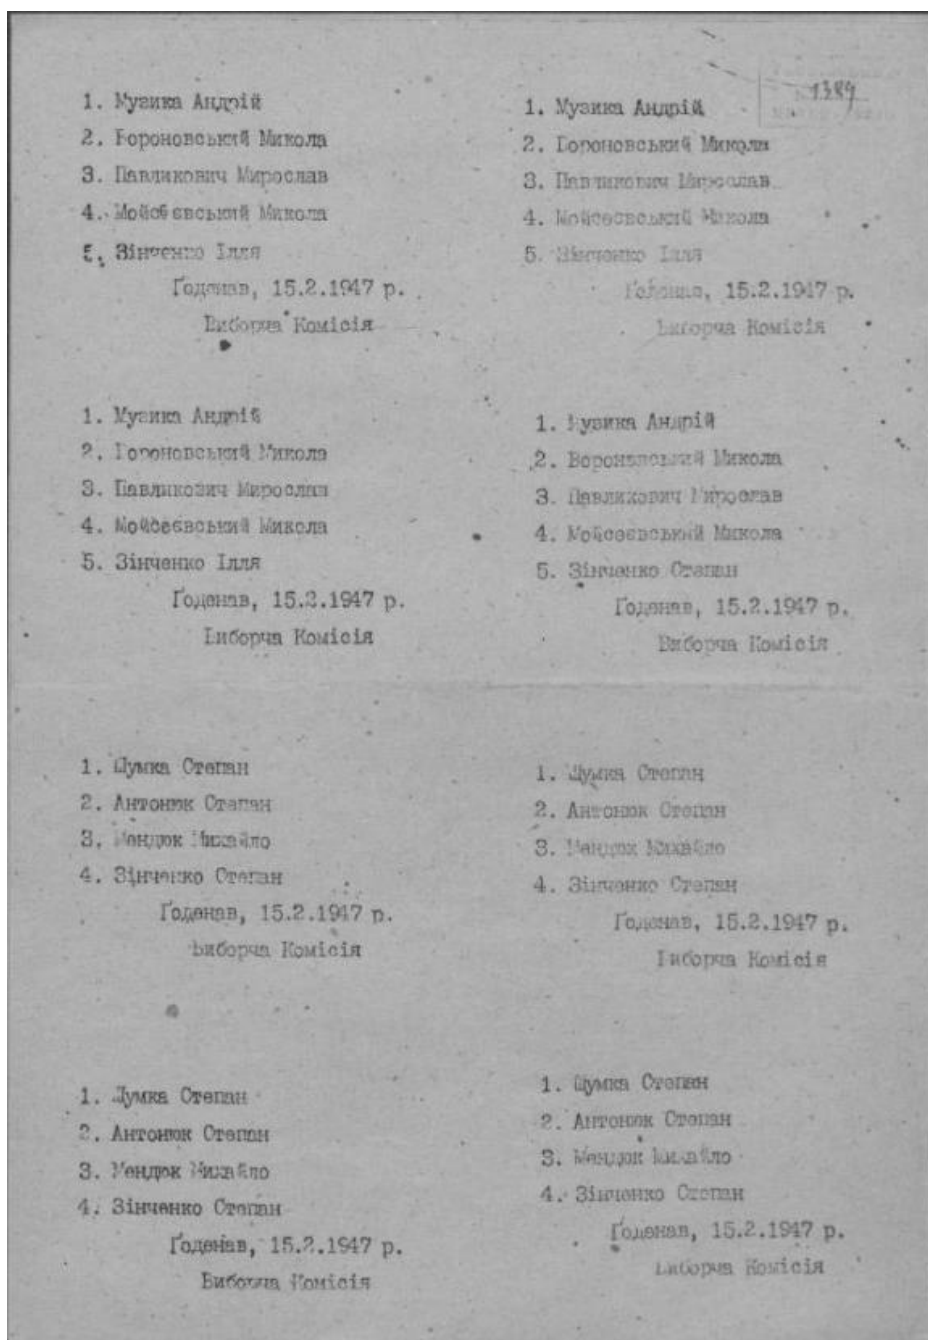 1389
1. Музика Андрій
2. Вороновський Микола
3. Павликович Мирослав
4. Мойсеєвський Микола
5. Зінченко Ілля
Ґоденав, 15.2.1947 р.
Виборча Комісія
1. Музика Андрій
2. Вороновський Микола
3. Павликович Мирослав
4. Мойсеєвський Микола
5. Зінченко Ілля
Ґоденав, 15.2.1947 р.
Виборча Комісія
1. Музика Андрій
2. Вороновський Микола
3. Павликович Мирослав
4. Мойсеєвський Микола
5. Зінченко Ілля
Ґоденав, 15.2.1947 р.
Виборча Комісія
1. Музика Андрій
2. Вороновський Микола
3. Павликович Мирослав
4. Мойсеєвський Микола
5. Зінченко Степан
Ґоденав, 15.2.1947 р.
Виборча Комісія
1. Шумка Степан
2. Антонюк Степан
3. Мендюк Михайло
4. Зінченко Степан
Ґоденав, 15.2.1947 р.
Виборча Комісія
1. Шумка Степан
2. Антонюк Степан
3. Мендюк Михайло
4. Зінченко Степан
Ґоденав, 15.2.1947 р.
Виборча Комісія
1. Шумка Степан
2. Антонюк Степан
3. Мендюк Михайло
4. Зінченко Степан
Ґоденав, 15.2.1947 р.
Виборча Комісія
1. Шумка Степан
2. Антонюк Степан
3. Мендюк Михайло
4. Зінченко Степан
Ґоденав, 15.2.1947 р.
Виборча Комісія